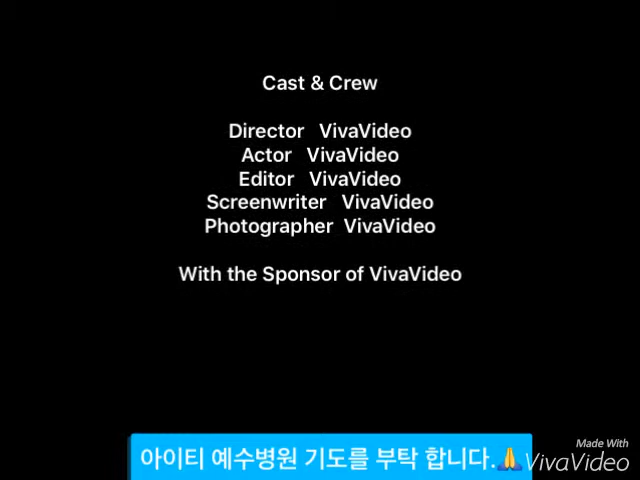 Cast & Crew
Director VivaVideo
Actor VivaVideo
Editor VivaVideo
Screenwriter VivaVideo
Photographer VivaVideo
With the Sponsor of VivaVideo
아이티 예수병원 기도를 부탁 합니다.🙏
Made With
VivaVideo